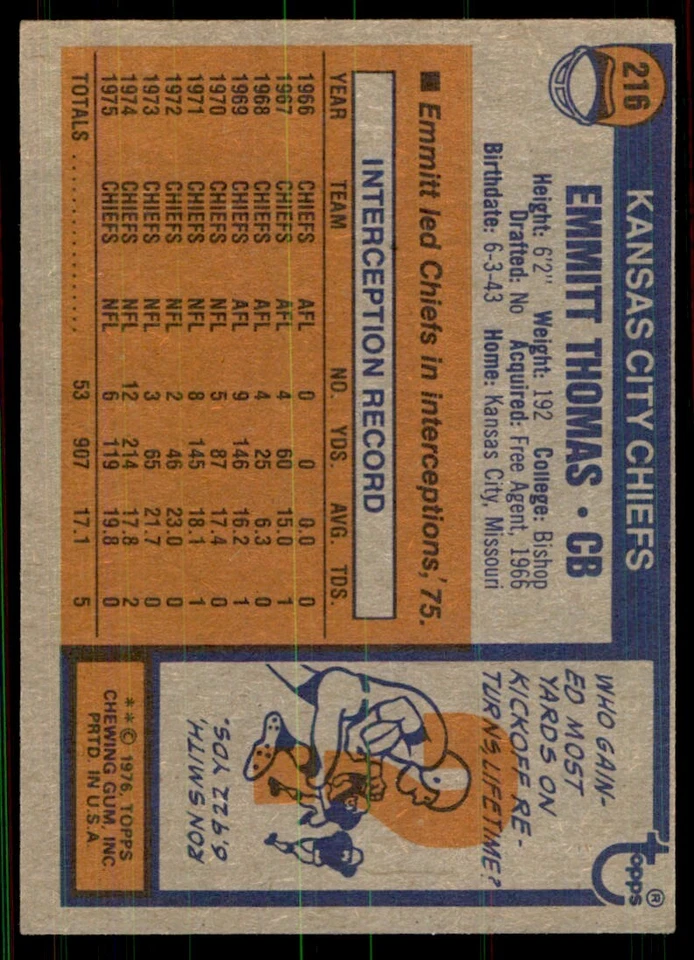 216
KANSAS CITY CHIEFS
EMMITT THOMAS • CB
Height: 6'2" Weight: 192 College: Bishop
Drafted: No Acquired: Free Agent, 1966
Birthdate: 6-3-43 Home: Kansas City, Missouri
■ Emmitt led Chiefs in interceptions, '75.
INTERCEPTION RECORD
YEAR TEAM NO. YDS. AVG. TDS.
1966 CHIEFS AFL 0 0 0.0 0
1967 CHIEFS AFL 4 60 15.0 1
1968 CHIEFS AFL 4 25 6.3 0
1969 CHIEFS AFL 9 146 16.2 1
1970 CHIEFS NFL 5 87 17.4 0
1971 CHIEFS NFL 8 145 18.1 1
1972 CHIEFS NFL 2 46 23.0 0
1973 CHIEFS NFL 3 65 21.7 0
1974 CHIEFS NFL 12 214 17.8 2
1975 CHIEFS NFL 6 119 19.8 0
TOTALS .................... 53 907 17.1 5
topps®
WHO GAIN-
ED MOST
YARDS ON
KICKOFF RE-
TURNS, LIFETIME?
RON SMITH,
6,922 YDS.
**© 1976, TOPPS
CHEWING GUM, INC.
PRTD. IN U.S.A